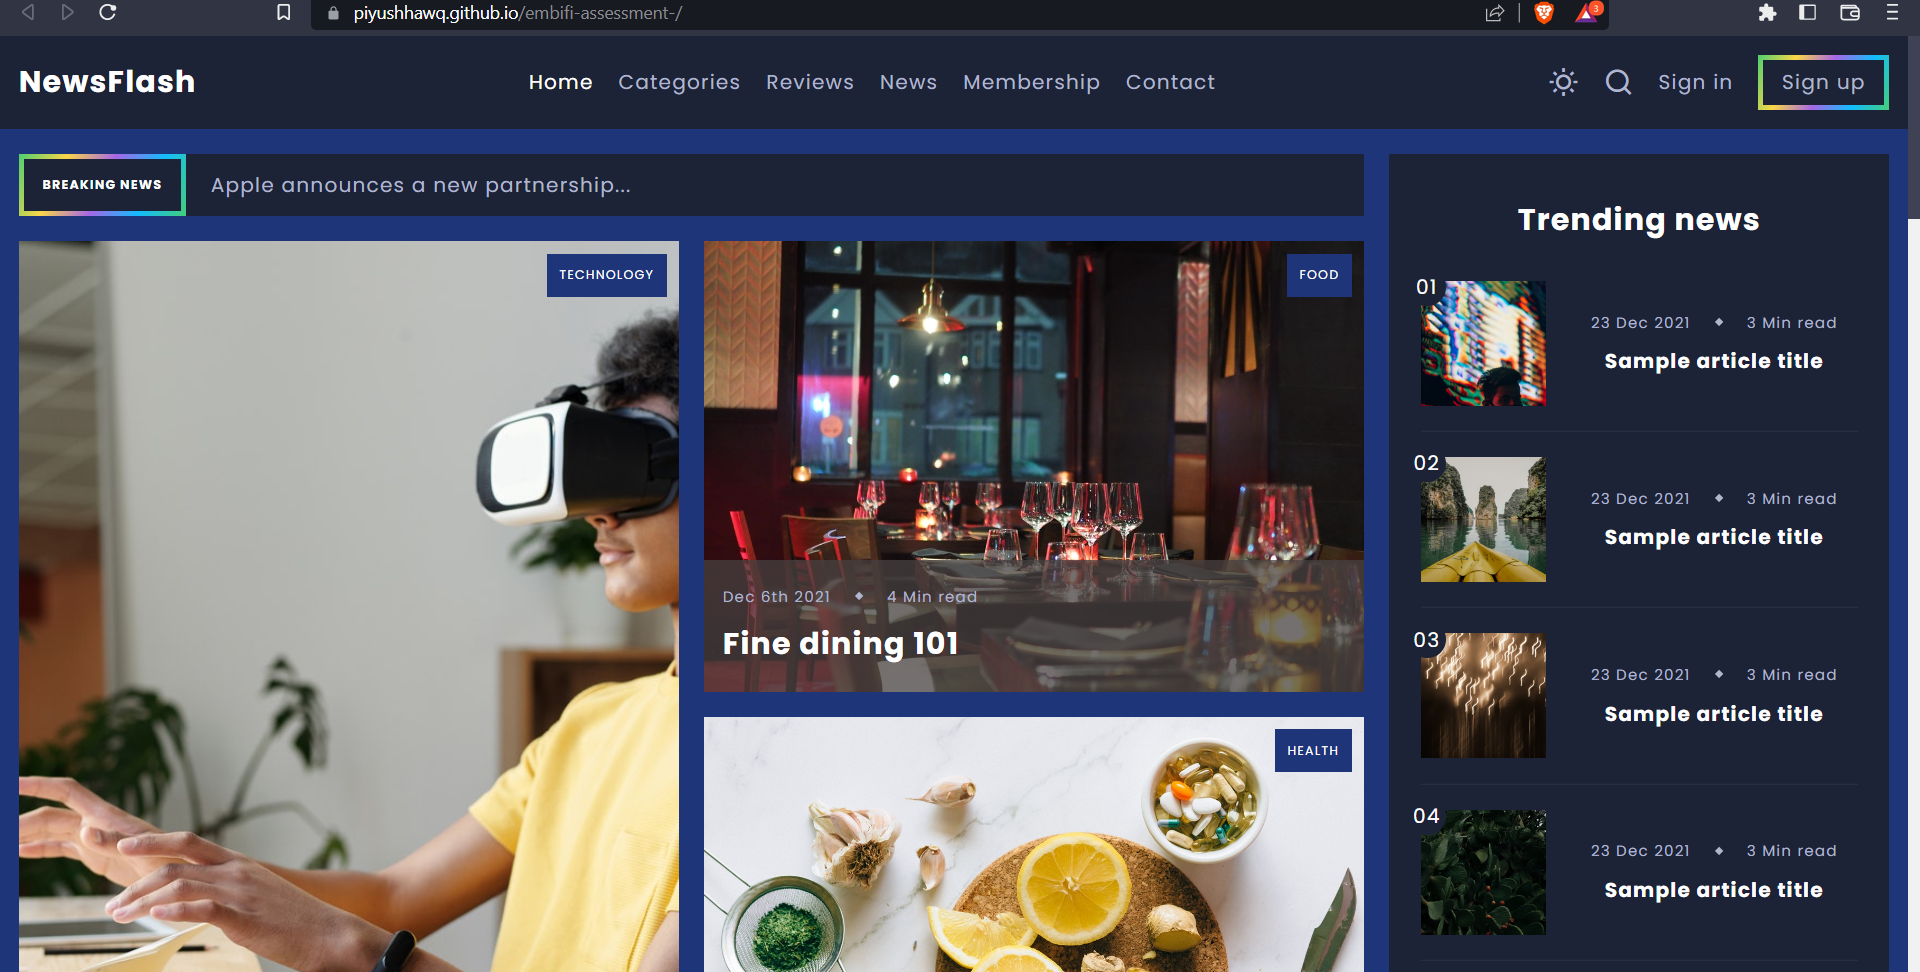 piyushhawq.github.io/embifi-assessment-/
3
NewsFlash
Home Categories Reviews News Membership Contact
Sign in
Sign up
BREAKING NEWS
Apple announces a new partnership...
TECHNOLOGY
FOOD
Dec 6th 2021 ◆ 4 Min read
Fine dining 101
HEALTH
Trending news
01
23 Dec 2021 ◆ 3 Min read
Sample article title
02
23 Dec 2021 ◆ 3 Min read
Sample article title
03
23 Dec 2021 ◆ 3 Min read
Sample article title
04
23 Dec 2021 ◆ 3 Min read
Sample article title